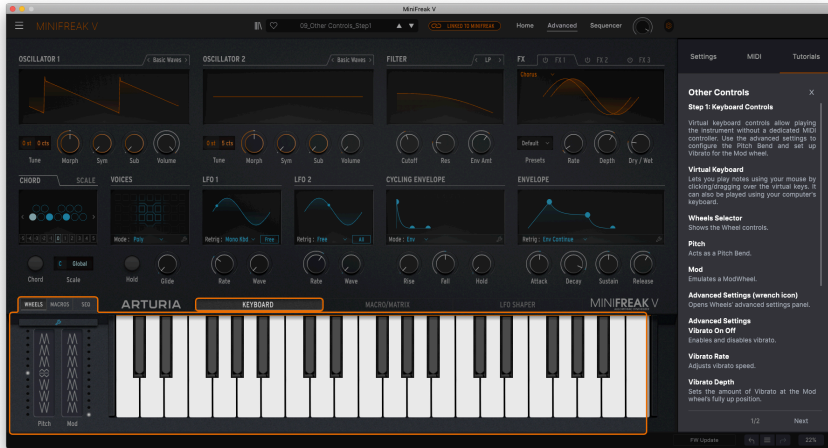 MiniFreak V
MINIFREAK V
09_Other Controls_Step1
LINKED TO MINIFREAK
Home
Advanced
Sequencer
OSCILLATOR 1
Basic Waves
OSCILLATOR 2
Basic Waves
FILTER
LP
FX
FX 1
FX 2
FX 3
Chorus
0 st 0 cts
Tune
Morph
Sym
Sub
Volume
0 st 0 cts
Tune
Morph
Sym
Sub
Volume
Cutoff
Res
Env Amt
Default
Presets
Rate
Depth
Dry / Wet
CHORD
SCALE
VOICES
LFO 1
LFO 2
CYCLING ENVELOPE
ENVELOPE
Mode : Poly
Retrig : Mono Kbd
Free
Retrig : Free
All
Mode : Env
Retrig : Env Continue
C Global
Chord
Scale
Hold
Glide
Rate
Wave
Rate
Wave
Rise
Fall
Hold
Attack
Decay
Sustain
Release
WHEELS
MACROS
SEQ
ARTURIA
KEYBOARD
MACRO/MATRIX
LFO SHAPER
MINIFREAK V
Pitch
Mod
Settings
MIDI
Tutorials
Other Controls
X
Step 1: Keyboard Controls
Virtual keyboard controls allow playing
the instrument without a dedicated MIDI
controller. Use the advanced settings to
configure the Pitch Bend and set up
Vibrato for the Mod wheel.
Virtual Keyboard
Lets you play notes using your mouse by
clicking/dragging over the virtual keys. It
can also be played using your computer's
keyboard.
Wheels Selector
Shows the Wheel controls.
Pitch
Acts as a Pitch Bend.
Mod
Emulates a ModWheel.
Advanced Settings (wrench icon)
Opens Wheels' advanced settings panel.
Advanced Settings
Vibrato On Off
Enables and disables vibrato.
Vibrato Rate
Adjusts vibrato speed.
Vibrato Depth
Sets the amount of Vibrato at the Mod
wheel's fully up position.
1/2
Next
FW Update
22%